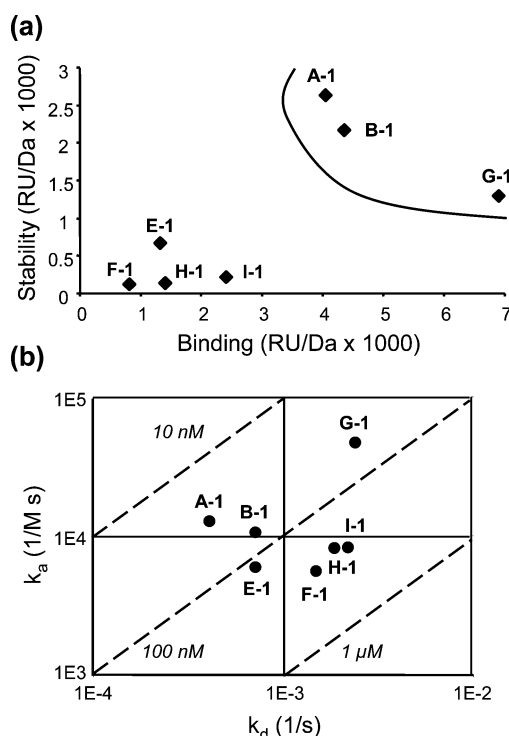 (a)
Stability (RU/Da x 1000)
3
2.5
2
1.5
1
0.5
0
A-1
B-1
G-1
E-1
F-1
H-1
I-1
0 1 2 3 4 5 6 7
Binding (RU/Da x 1000)
(b)
kₐ (1/M s)
1E5
1E4
1E3
10 nM
G-1
A-1
B-1
I-1
H-1
E-1
F-1
100 nM
1 µM
1E-4 1E-3 1E-2
k_d (1/s)